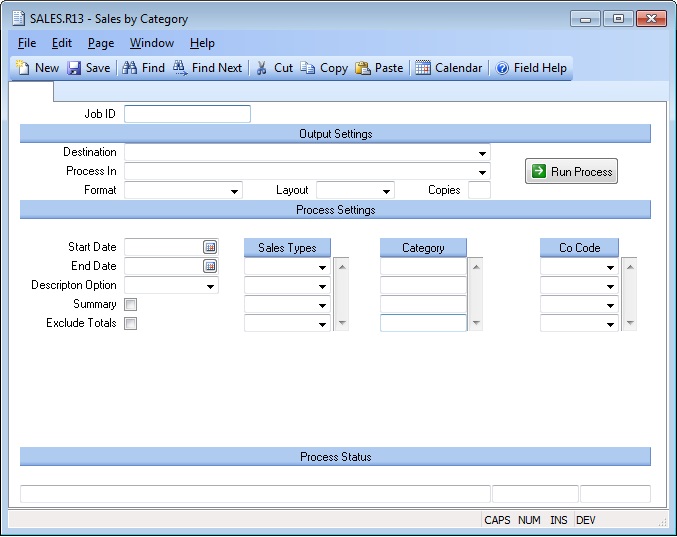 SALES.R13 - Sales by Category
File Edit Page Window Help
New Save Find Find Next Cut Copy Paste Calendar Field Help
Job ID
Output Settings
Destination
Process In
Run Process
Format Layout Copies
Process Settings
Start Date Sales Types Category Co Code
End Date
Descripton Option
Summary
Exclude Totals
Process Status
CAPS NUM INS DEV